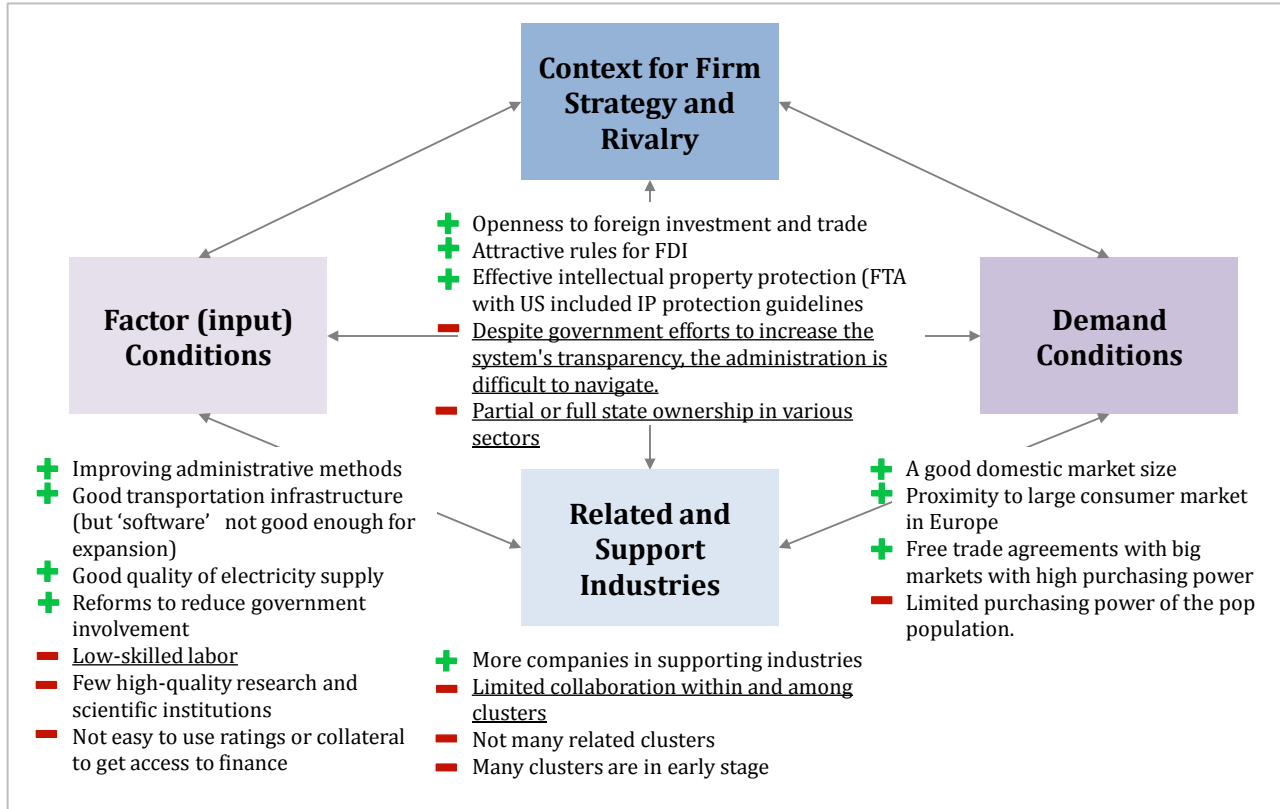 Context for Firm
Strategy and
Rivalry
Openness to foreign investment and trade
Attractive rules for FDI
Effective intellectual property protection (FTA
with US included IP protection guidelines
Despite government efforts to increase the
system's transparency, the administration is
difficult to navigate.
Partial or full state ownership in various
sectors
Factor (input)
Conditions
Improving administrative methods
Good transportation infrastructure
(but ‘software’ not good enough for
expansion)
Good quality of electricity supply
Reforms to reduce government
involvement
Low-skilled labor
Few high-quality research and
scientific institutions
Not easy to use ratings or collateral
to get access to finance
Demand
Conditions
A good domestic market size
Proximity to large consumer market
in Europe
Free trade agreements with big
markets with high purchasing power
Limited purchasing power of the pop
population.
Related and
Support
Industries
More companies in supporting industries
Limited collaboration within and among
clusters
Not many related clusters
Many clusters are in early stage